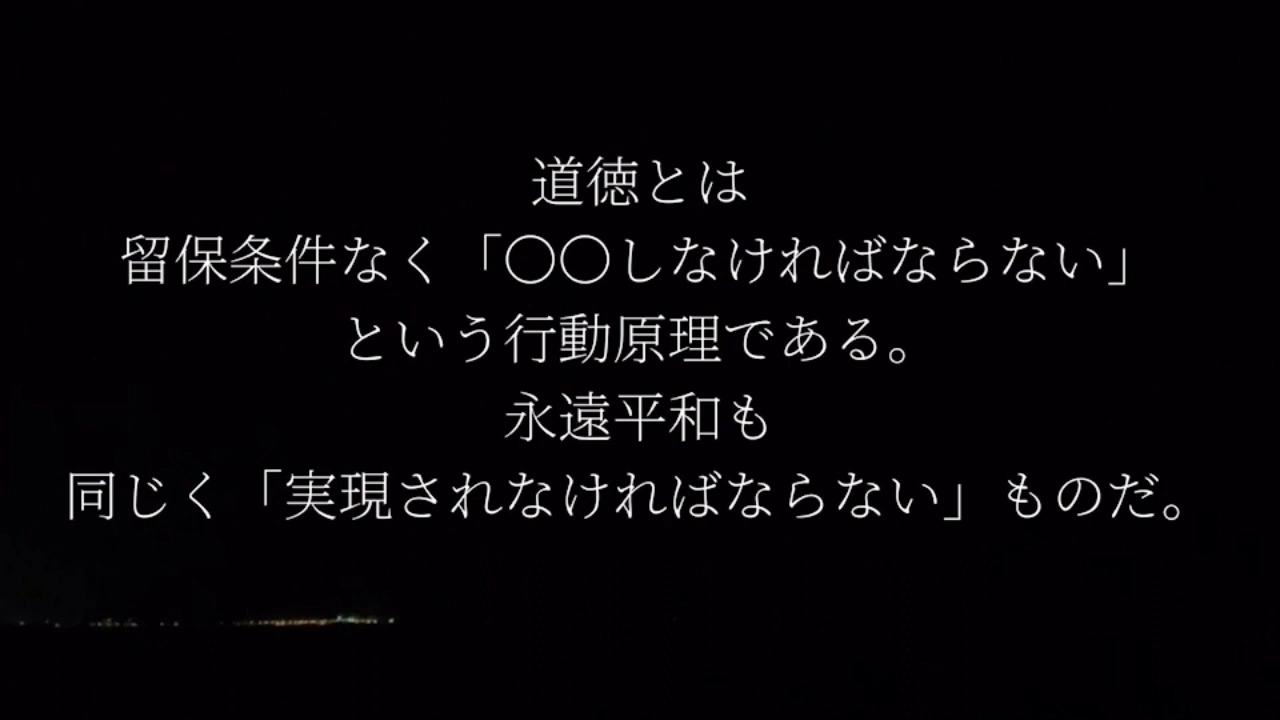 道徳とは
留保条件なく「〇〇しなければならない」
という行動原理である。
永遠平和も
同じく「実現されなければならない」ものだ。